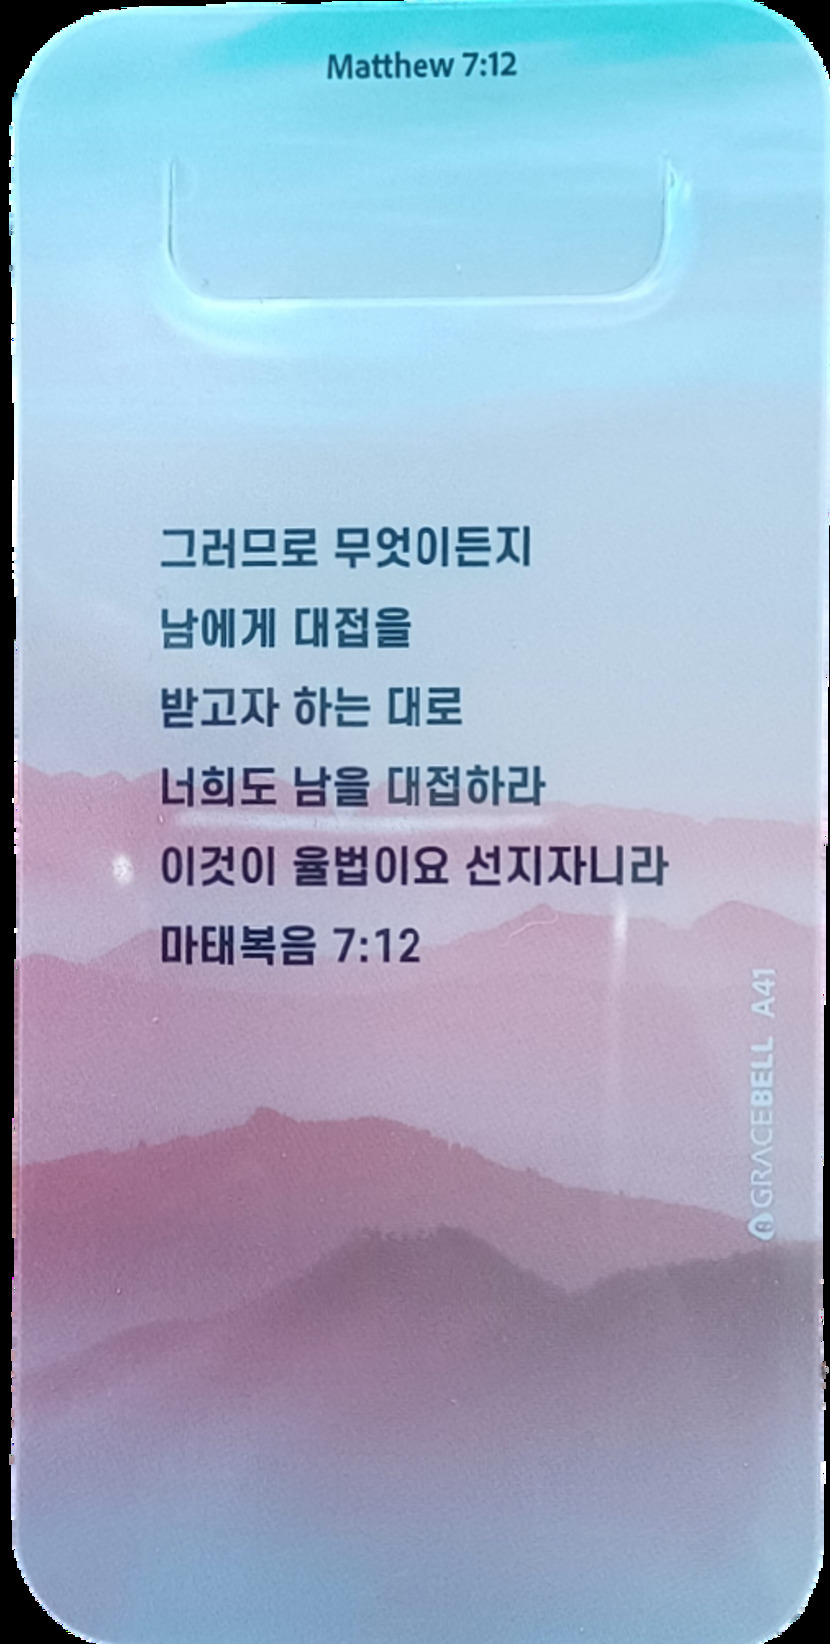 Matthew 7:12
그러므로 무엇이든지
남에게 대접을
받고자 하는 대로
너희도 남을 대접하라
이것이 율법이요 선지자니라
마태복음 7:12
GRACEBELL A41